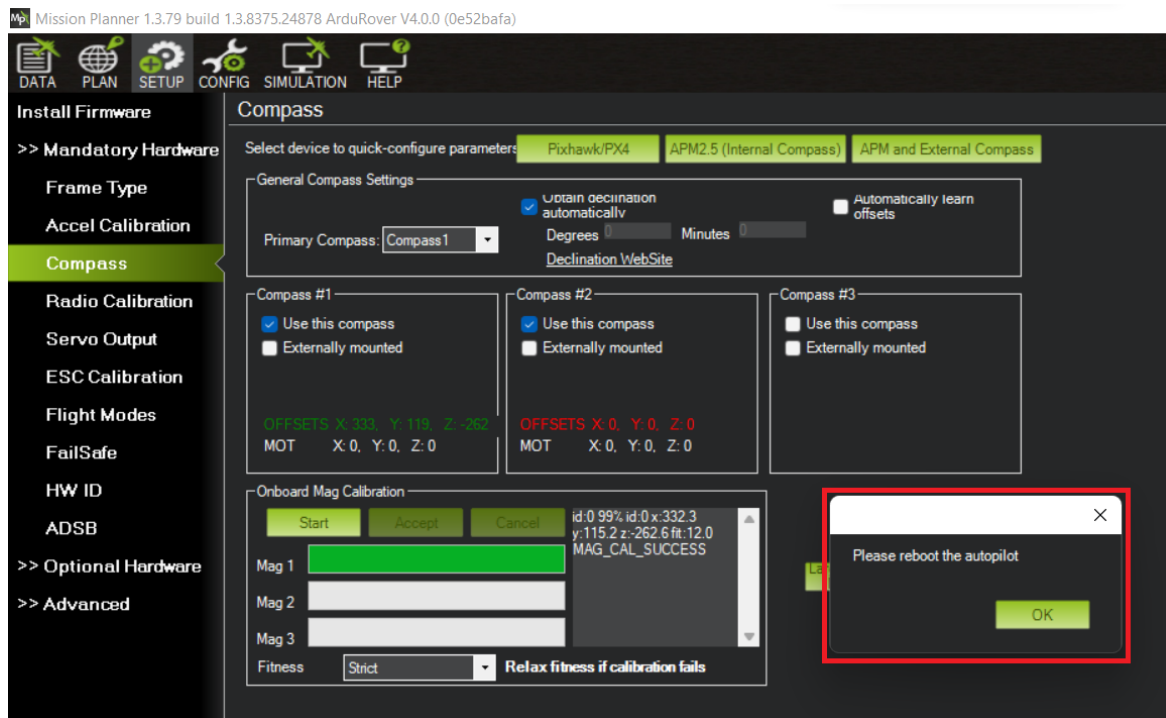 Mission Planner 1.3.79 build 1.3.8375.24878 ArduRover V4.0.0 (0e52bafa)
DATA PLAN SETUP CONFIG SIMULATION HELP
Install Firmware
>> Mandatory Hardware
Frame Type
Accel Calibration
Compass
Radio Calibration
Servo Output
ESC Calibration
Flight Modes
FailSafe
HW ID
ADSB
>> Optional Hardware
>> Advanced
Compass
Select device to quick-configure parameters
Pixhawk/PX4
APM2.5 (Internal Compass)
APM and External Compass
General Compass Settings
Primary Compass: Compass1
Obtain declination
automatically
Degrees 0 Minutes 0
Declination WebSite
Automatically learn
offsets
Compass #1
Use this compass
Externally mounted
OFFSETS X: 333, Y: 119, Z: -262
MOT X: 0, Y: 0, Z: 0
Compass #2
Use this compass
Externally mounted
OFFSETS X: 0, Y: 0, Z: 0
MOT X: 0, Y: 0, Z: 0
Compass #3
Use this compass
Externally mounted
Onboard Mag Calibration
Start Accept Cancel
Mag 1
Mag 2
Mag 3
id:0 99% id:0 x:332.3
y:115.2 z:-262.6 fit:12.0
MAG_CAL_SUCCESS
Fitness Strict Relax fitness if calibration fails
Please reboot the autopilot
OK